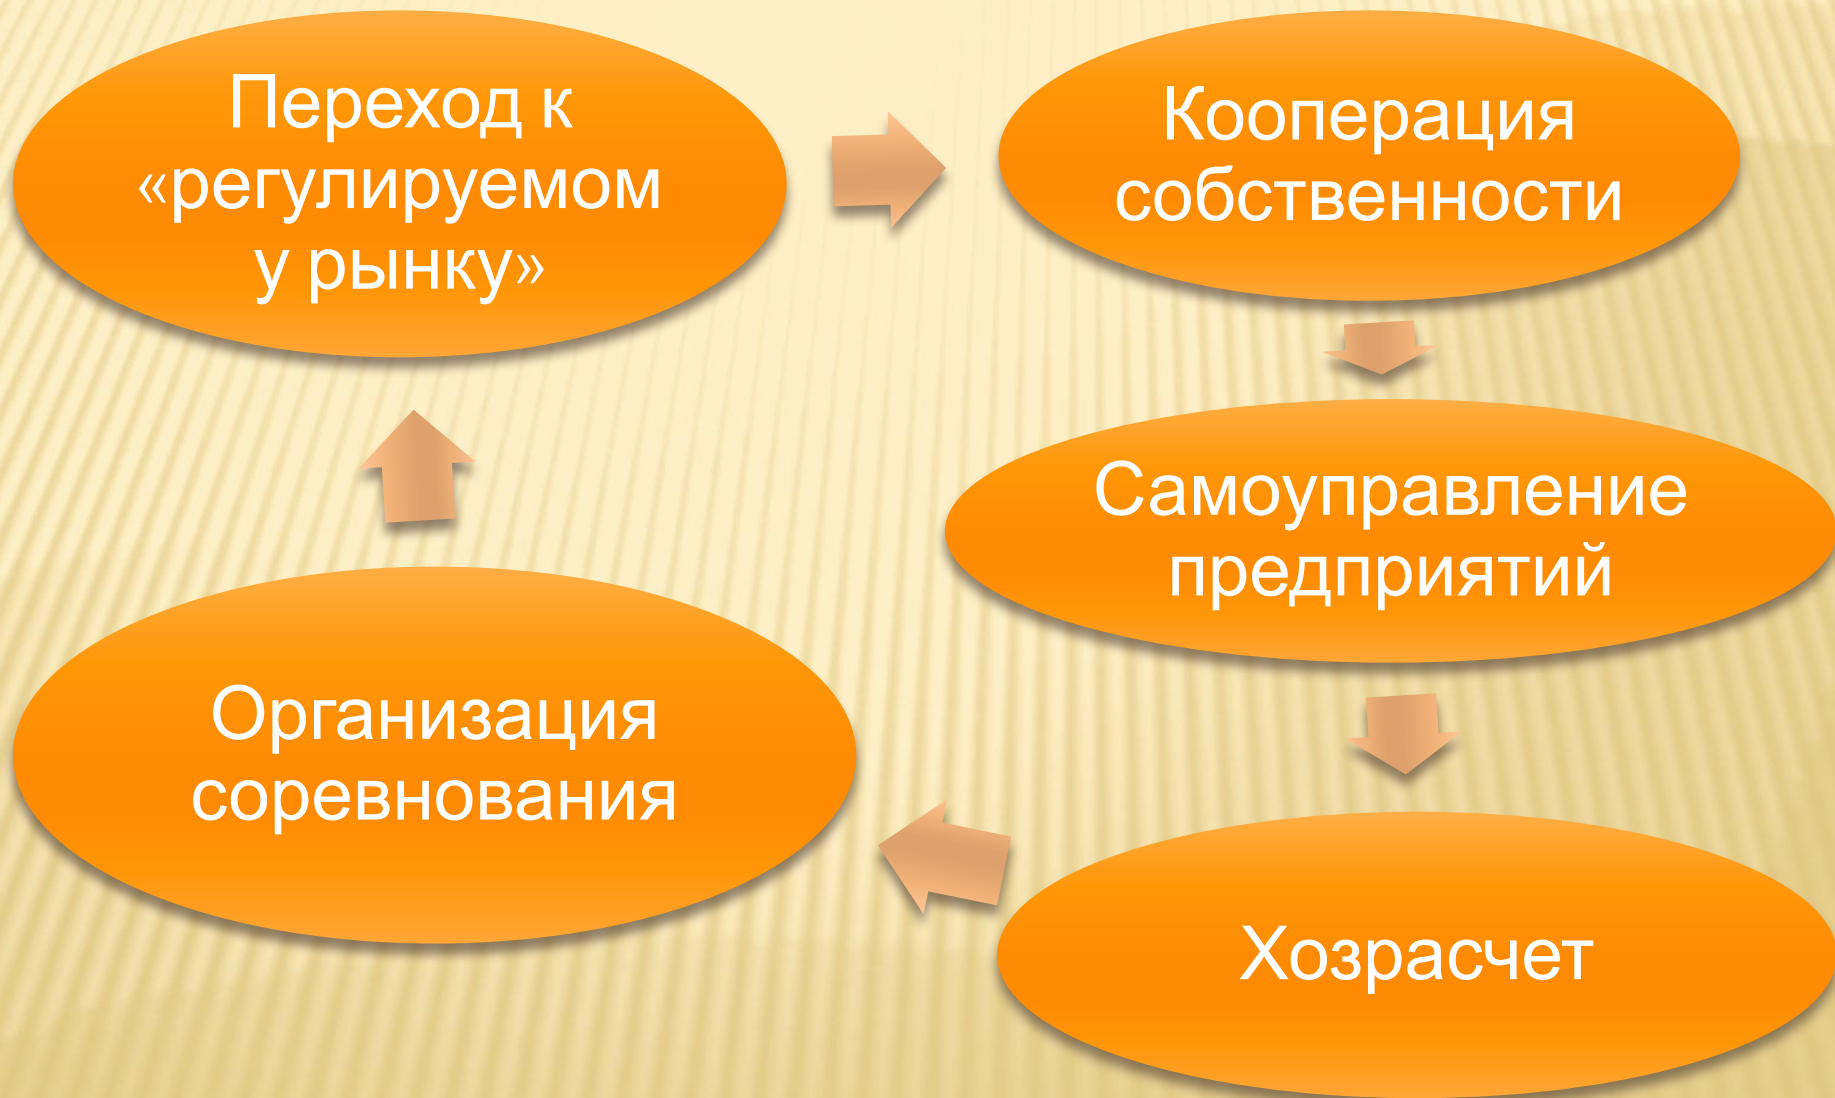 Переход к
«регулируемом
у рынку»
Кооперация
собственности
Самоуправление
предприятий
Хозрасчет
Организация
соревнования